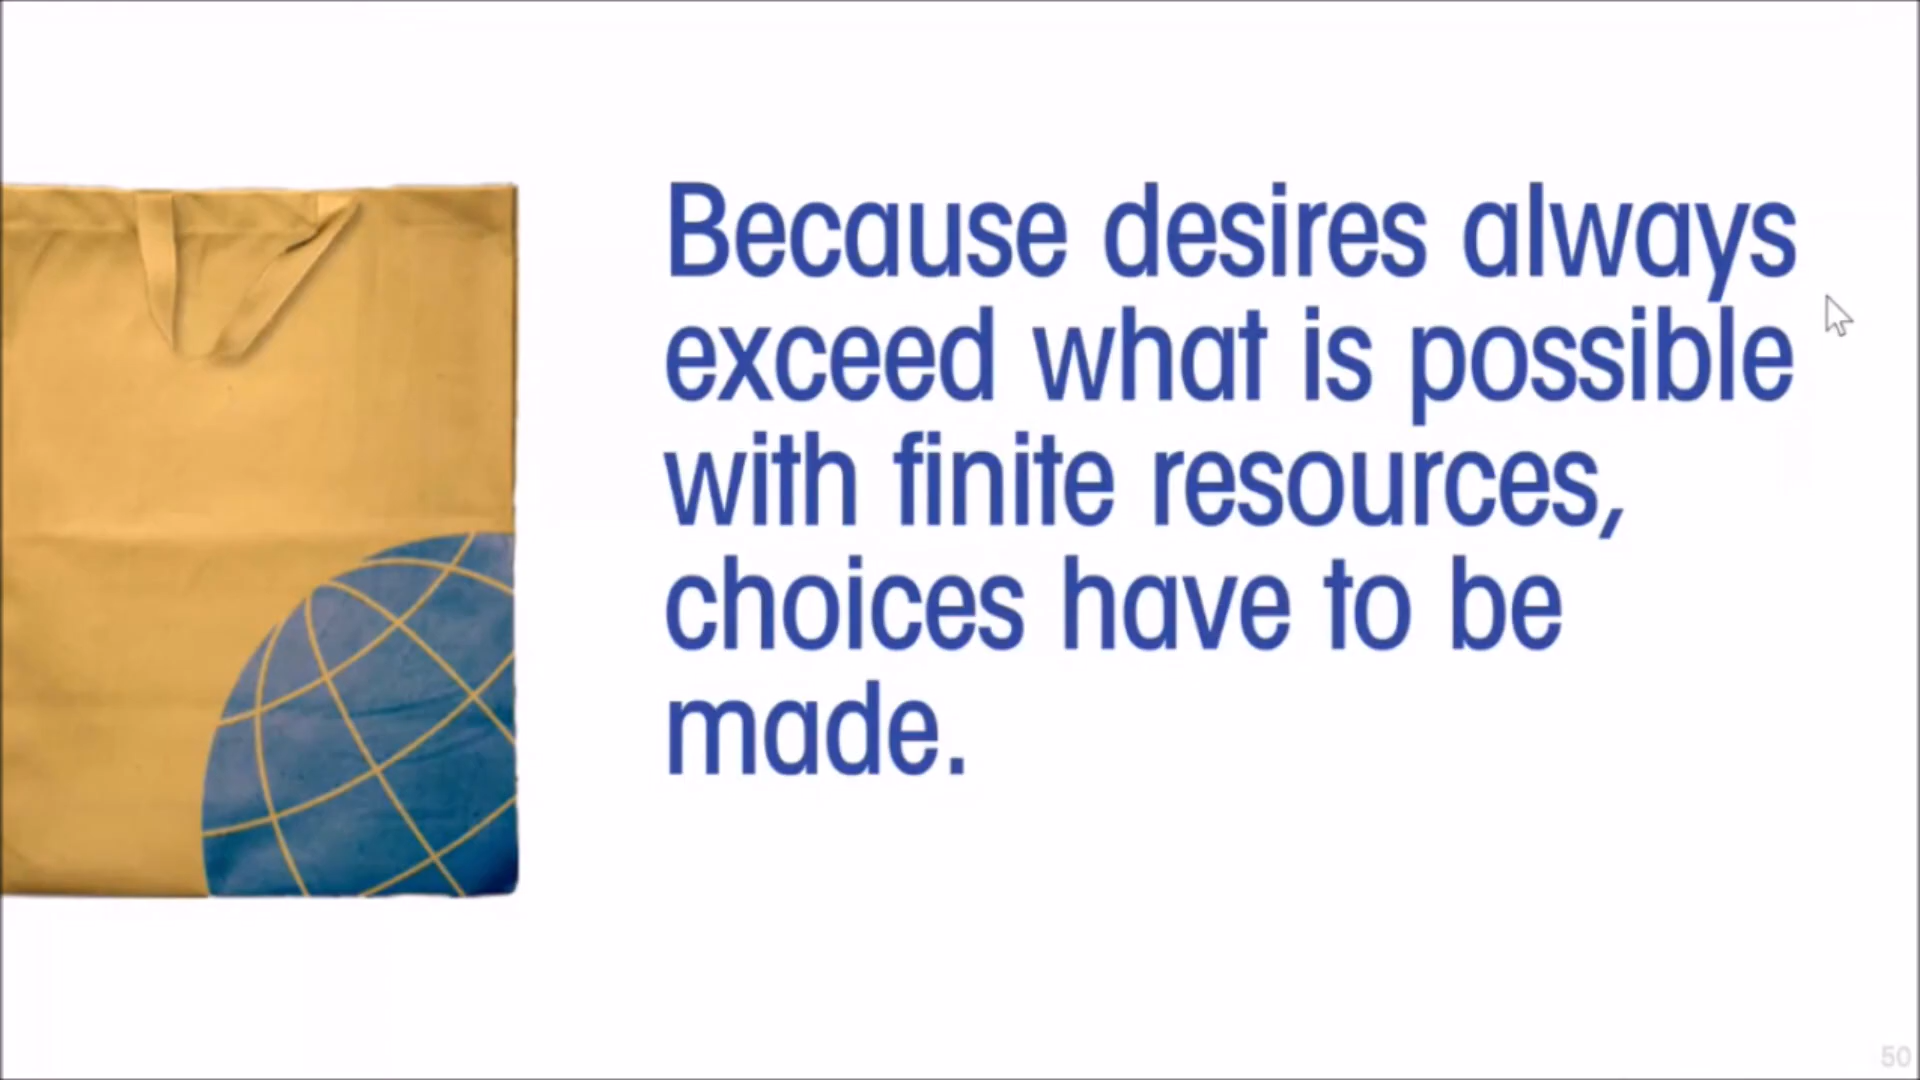 Because desires always
exceed what is possible
with finite resources,
choices have to be
made.
50